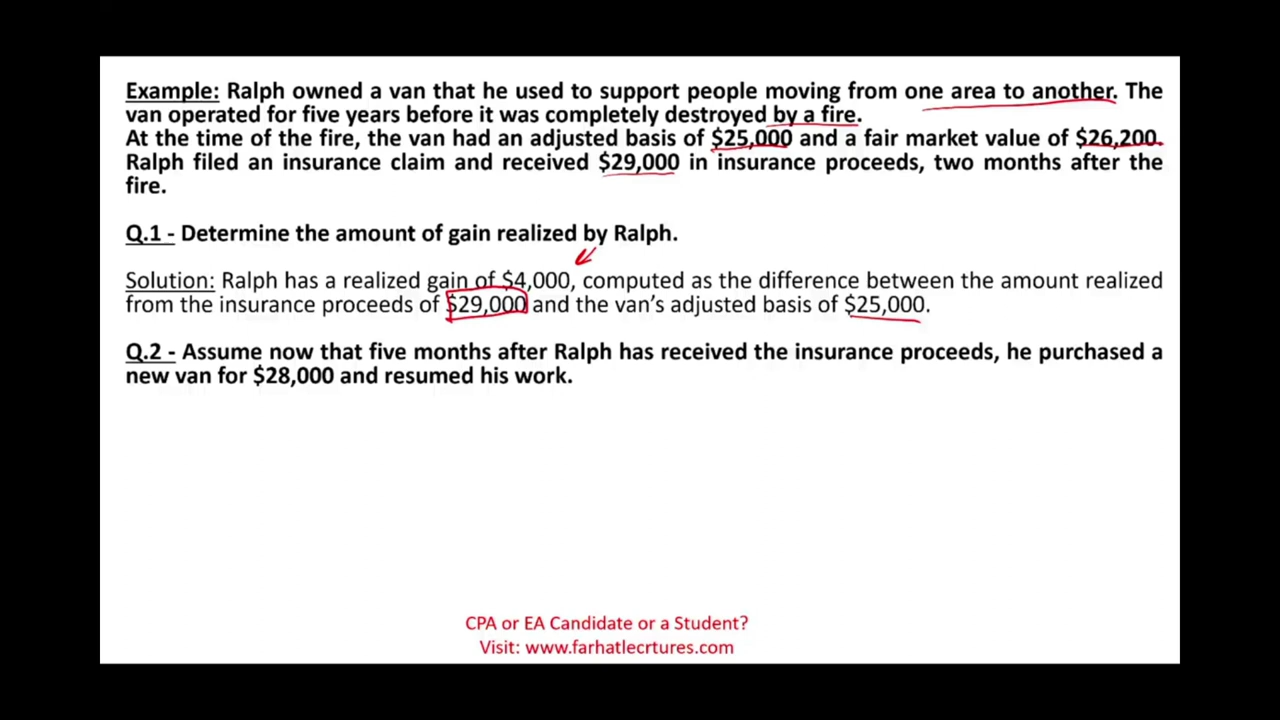 Example: Ralph owned a van that he used to support people moving from one area to another. The
van operated for five years before it was completely destroyed by a fire.
At the time of the fire, the van had an adjusted basis of $25,000 and a fair market value of $26,200.
Ralph filed an insurance claim and received $29,000 in insurance proceeds, two months after the
fire.
Q.1 - Determine the amount of gain realized by Ralph.
Solution: Ralph has a realized gain of $4,000, computed as the difference between the amount realized
from the insurance proceeds of $29,000 and the van's adjusted basis of $25,000.
Q.2 - Assume now that five months after Ralph has received the insurance proceeds, he purchased a
new van for $28,000 and resumed his work.
CPA or EA Candidate or a Student?
Visit: www.farhatlecrtures.com